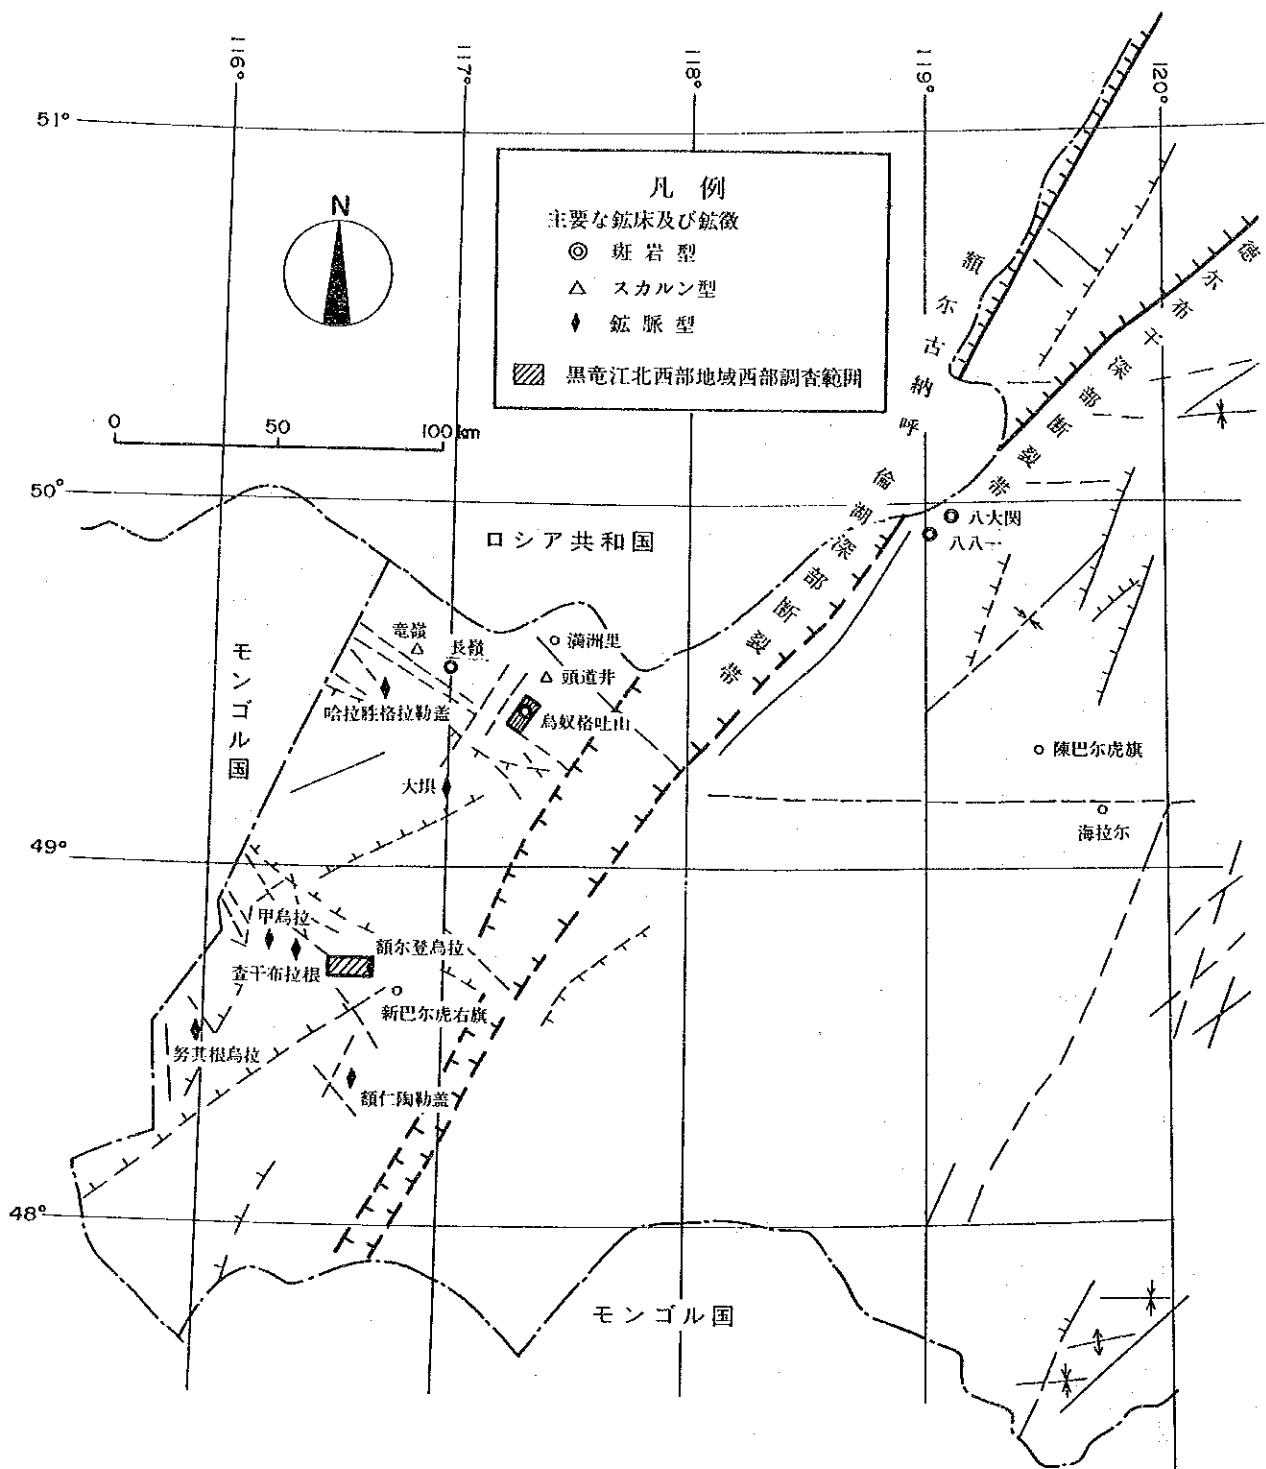 116°
117°
118°
119°
120°
51°
50°
49°
48°
N
凡例
主要な鉱床及び鉱徴
斑岩型
スカルン型
鉱脈型
黒竜江北西部地域西部調査範囲
0 50 100km
額尔古納呼倫湖深部断裂帯
徳尔布干深部断裂帯
ロシア共和国
モンゴル国
八大関
八八一
竜嶺
長嶺
満洲里
頭道井
烏奴格吐山
哈拉胜格拉勒蓋
大坝
陳巴尔虎旗
海拉尔
甲烏拉
査干布拉根
額尔登烏拉
新巴尔虎右旗
努其根烏拉
額仁陶勒蓋
モンゴル国